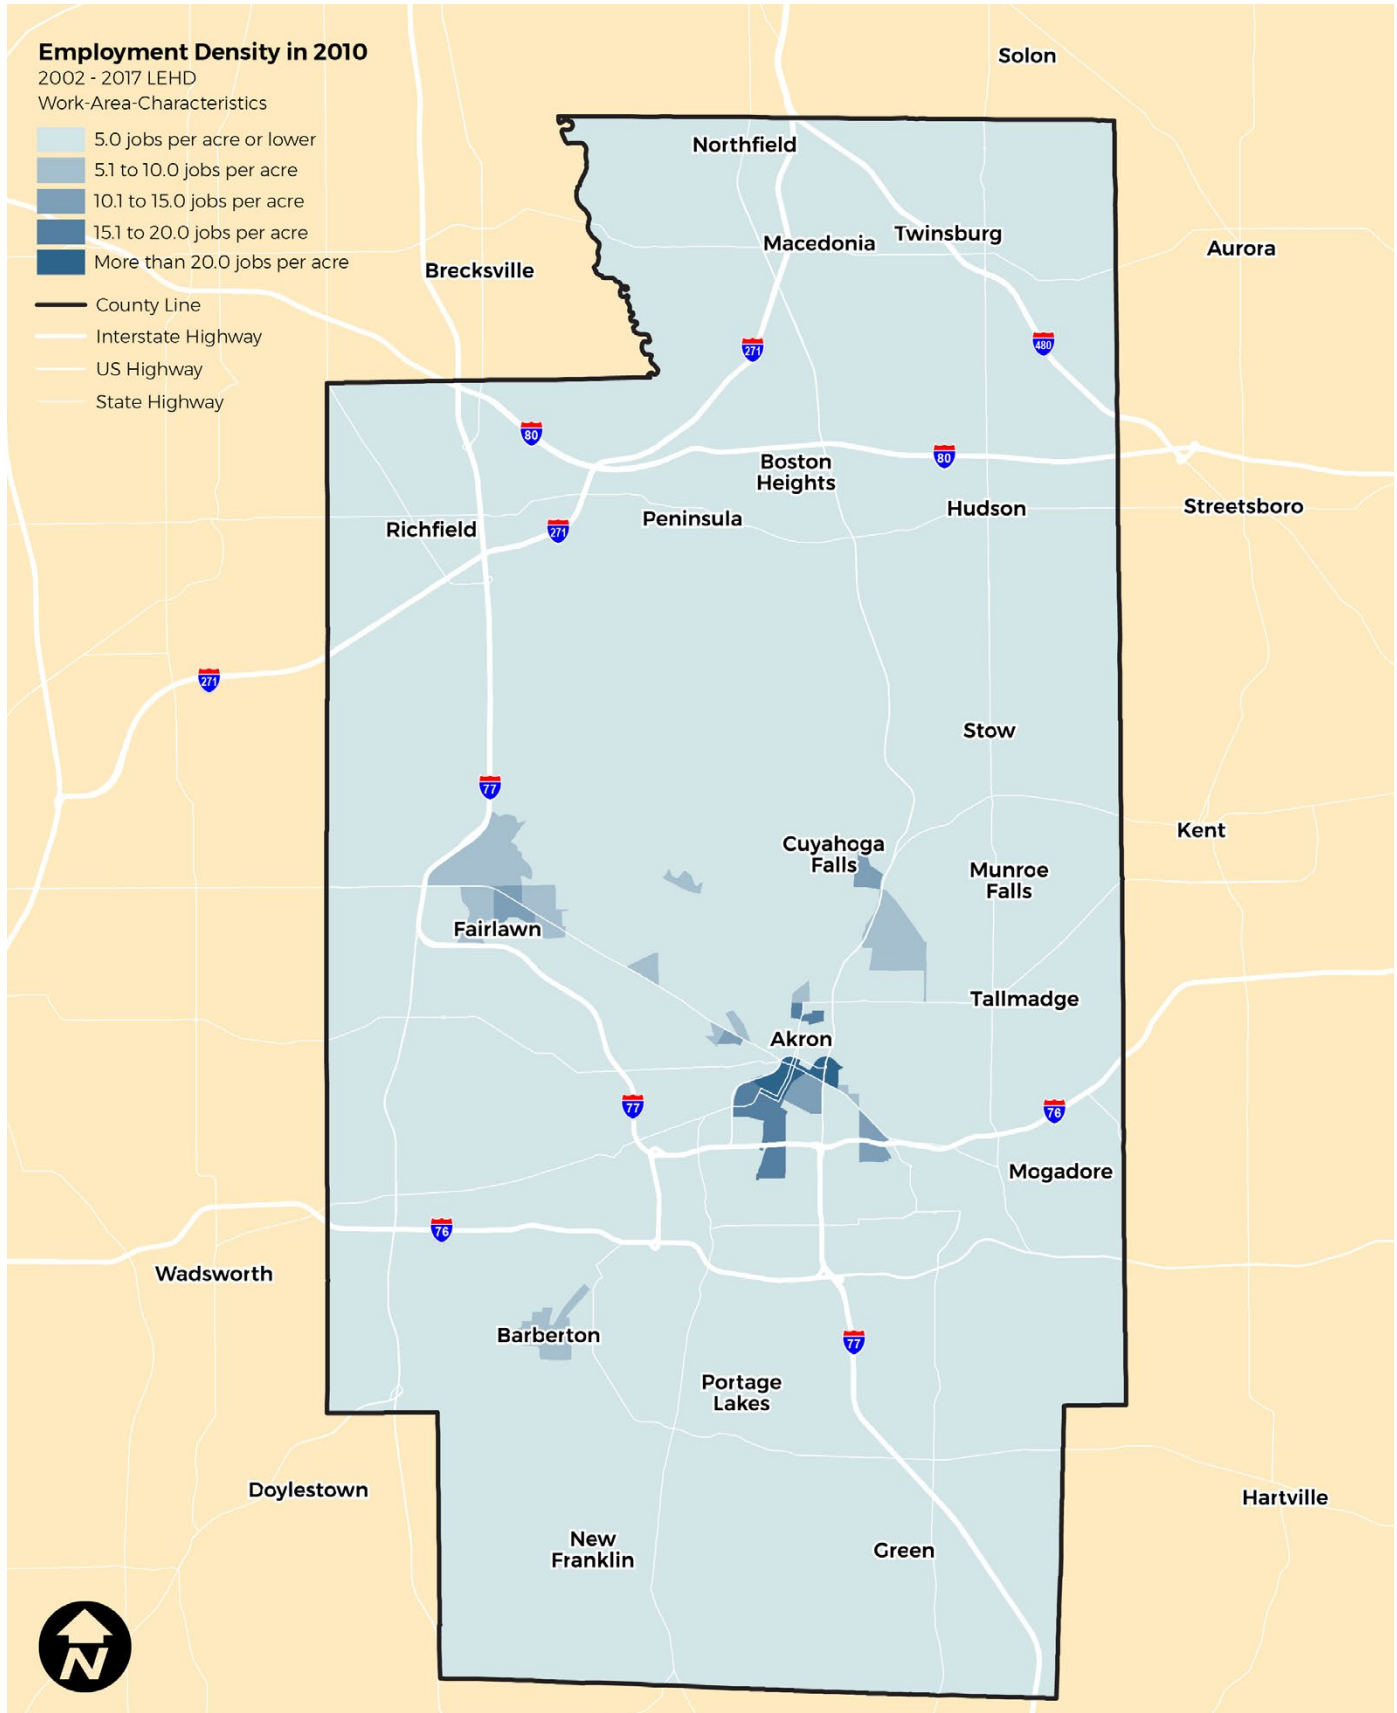 Employment Density in 2010
2002 - 2017 LEHD
Work-Area-Characteristics
5.0 jobs per acre or lower
5.1 to 10.0 jobs per acre
10.1 to 15.0 jobs per acre
15.1 to 20.0 jobs per acre
More than 20.0 jobs per acre
County Line
Interstate Highway
US Highway
State Highway
Solon
Northfield
Macedonia
Twinsburg
Aurora
Brecksville
271
480
80
80
Boston
Heights
Richfield
271
Peninsula
Hudson
Streetsboro
271
Stow
77
Cuyahoga
Falls
Munroe
Falls
Kent
Fairlawn
Tallmadge
Akron
77
76
Mogadore
76
Wadsworth
Barberton
77
Portage
Lakes
Doylestown
Hartville
New
Franklin
Green
N